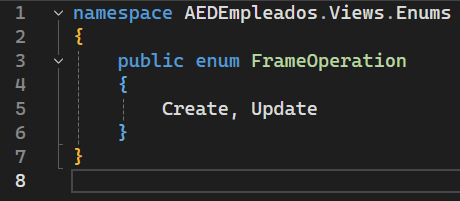 1 namespace AEDEmpleados.Views.Enums
2 {
3 public enum FrameOperation
4 {
5 Create, Update
6 }
7 }
8